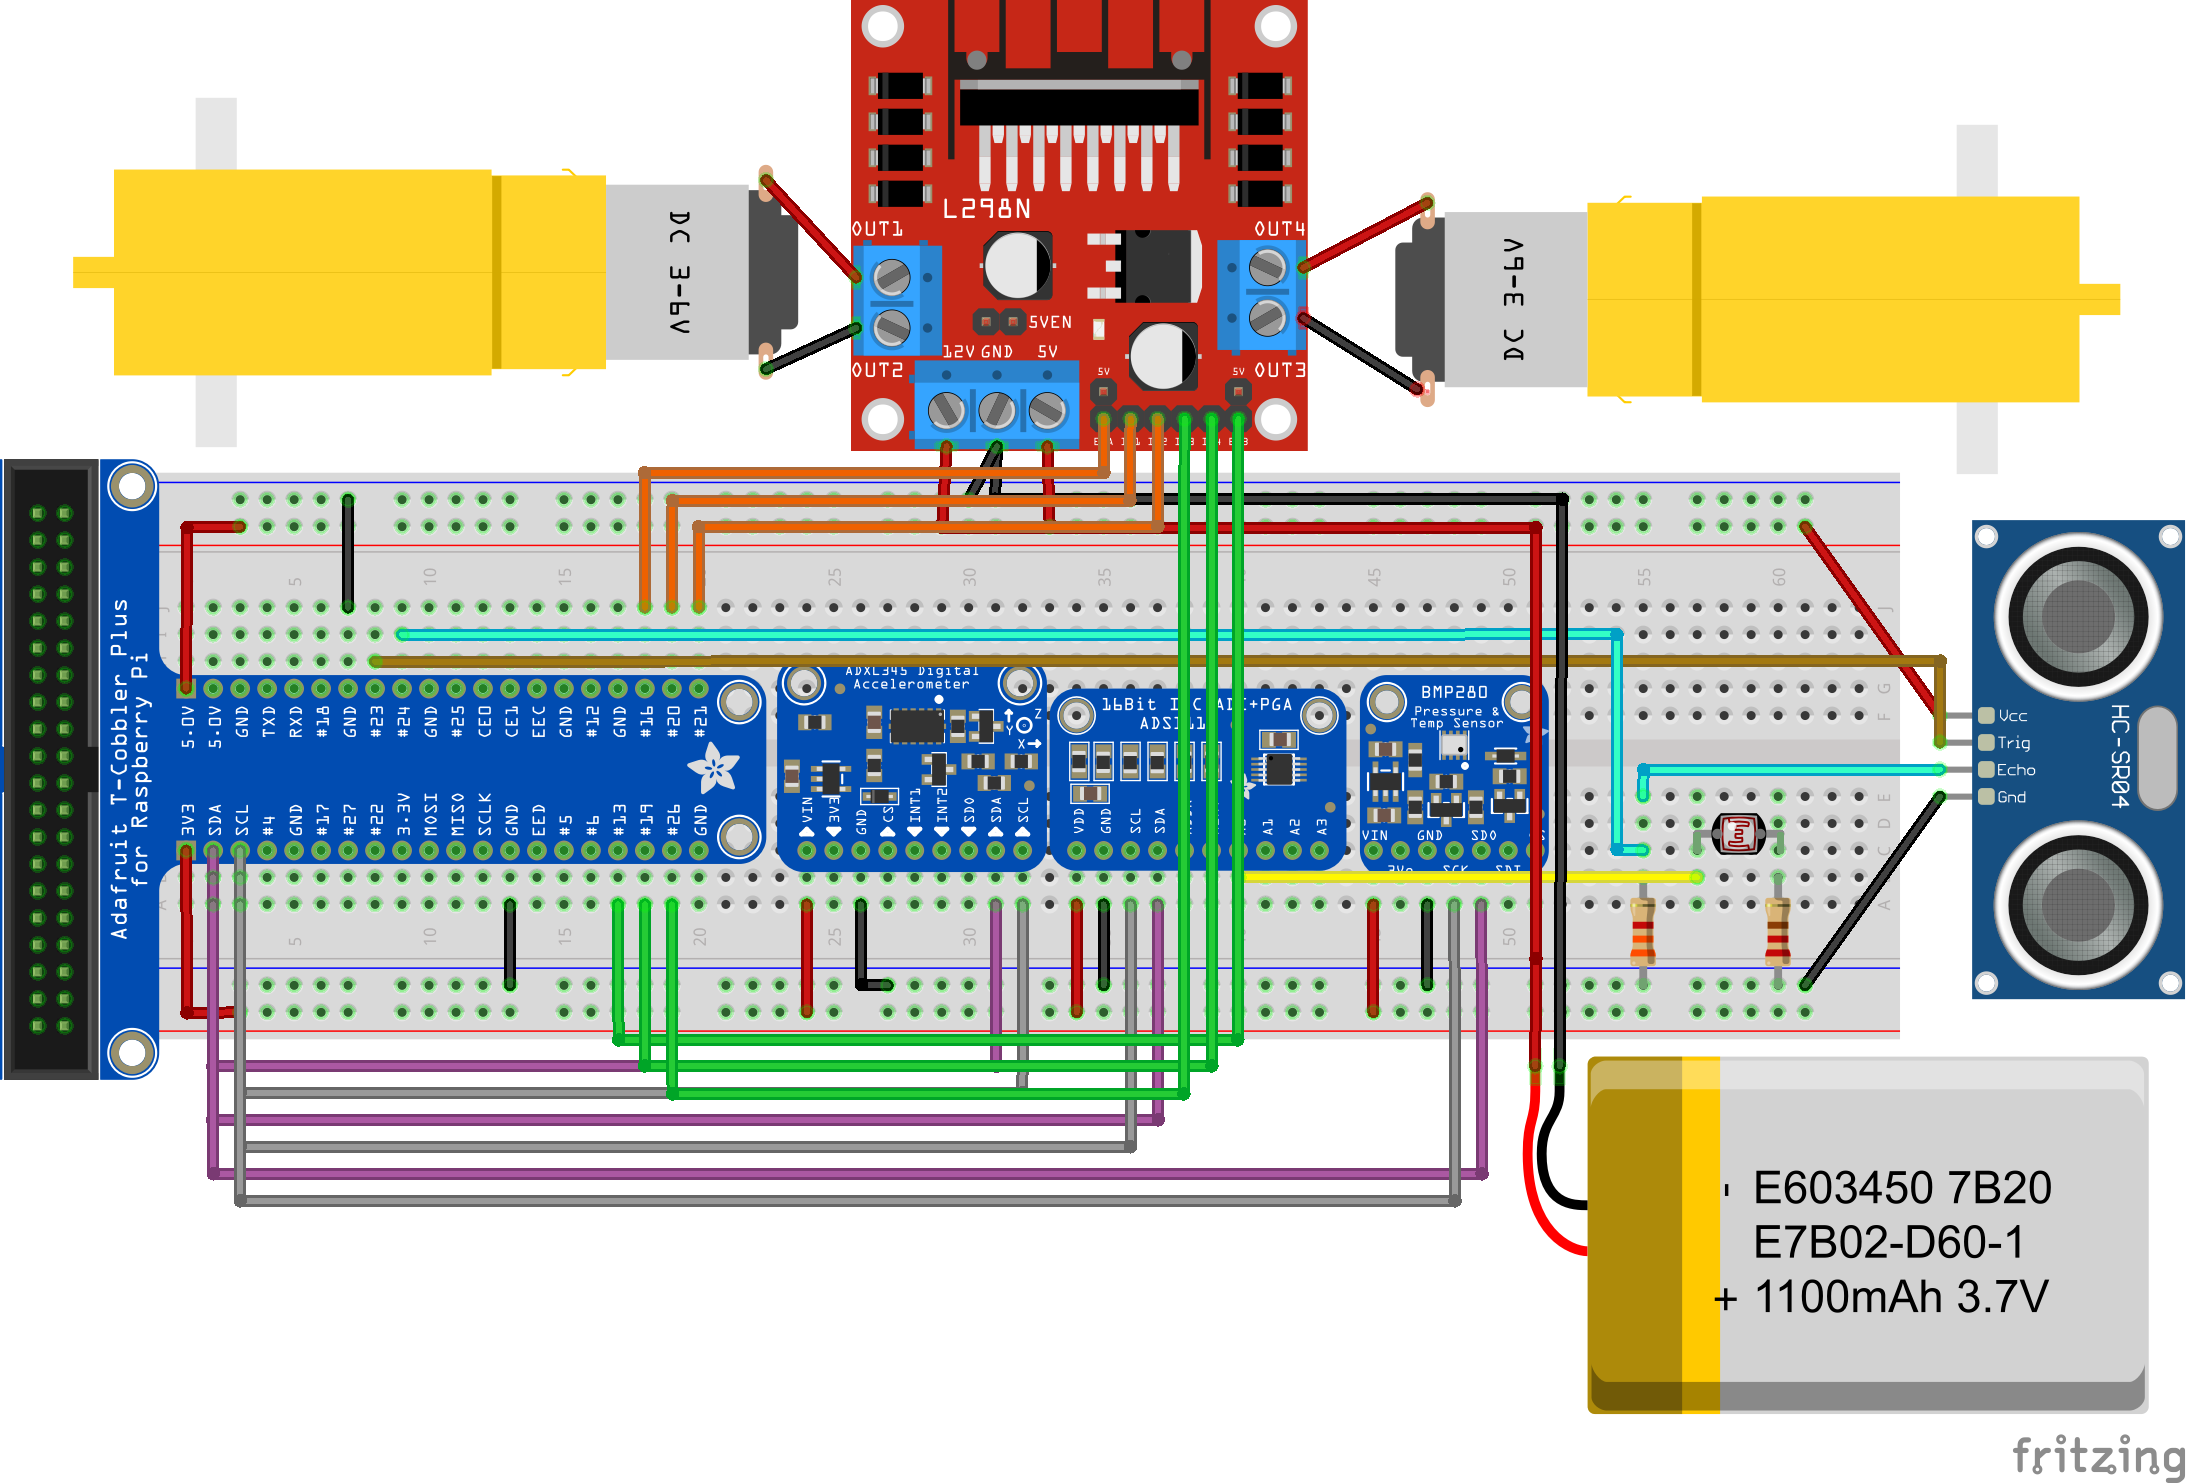 L298N
OUT1
OUT4
5VEN
12V GND 5V
OUT2
OUT3
5V
5V
DC 3-6V
DC 3-6V
5
10
15
25
30
35
45
50
55
60
J
Adafruit T-Cobbler Plus
for Raspberry Pi
5.0V
5.0V
GND
TXD
RXD
#18
GND
#23
#24
GND
#25
CE0
CE1
EEC
GND
#12
GND
#16
#20
#21
3V3
SDA
SCL
#4
GND
#17
#27
#22
3.3V
MOSI
MISO
SCLK
GND
EED
#5
#6
#13
#19
#26
GND
ADXL345 Digital
Accelerometer
Z
Y
X
VIN
3V3
GND
CS
INT1
INT2
SDO
SDA
SCL
VDD
GND
SCL
SDA
A1
A2
A3
BMP280
Pressure &
Temp Sensor
VIN
GND
SDO
3Vo
SCK
SDI
G
F
E
D
C
A
5
10
15
20
25
30
50
Vcc
Trig
Echo
Gnd
HC-SR04
- E603450 7B20
E7B02-D60-1
+ 1100mAh 3.7V
fritzing